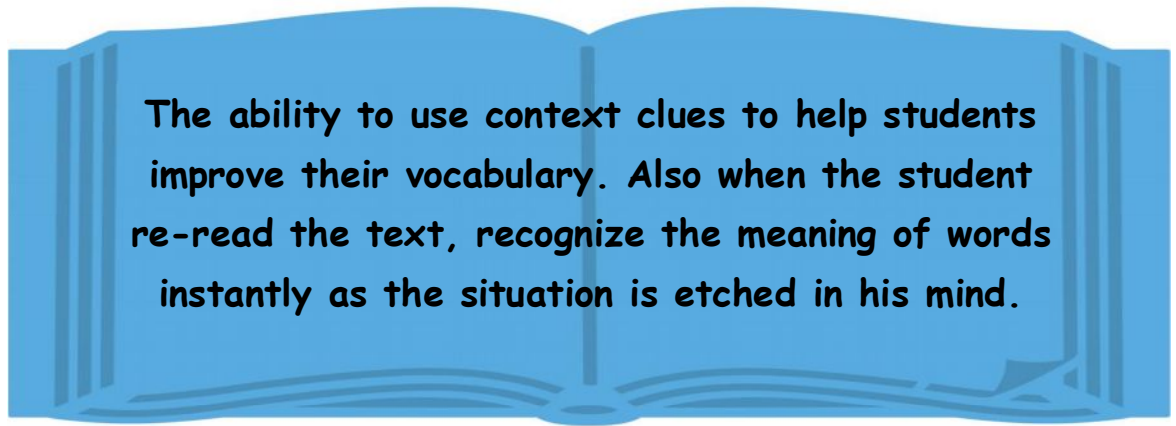 The ability to use context clues to help students
improve their vocabulary. Also when the student
re-read the text, recognize the meaning of words
instantly as the situation is etched in his mind.